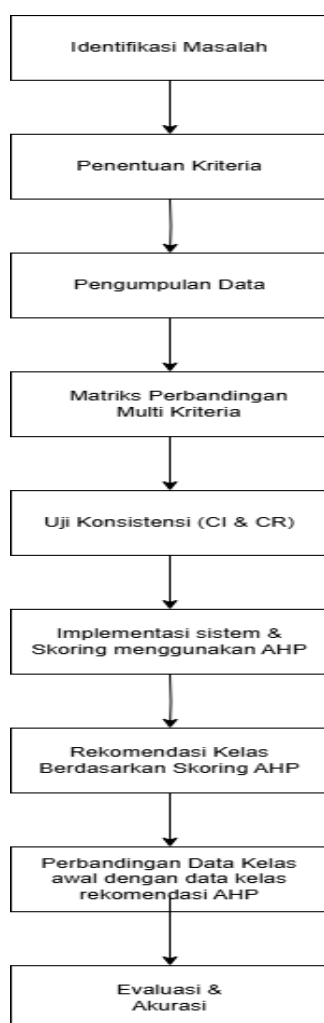 Identifikasi Masalah
Penentuan Kriteria
Pengumpulan Data
Matriks Perbandingan
Multi Kriteria
Uji Konsistensi (CI & CR)
Implementasi sistem &
Skoring menggunakan AHP
Rekomendasi Kelas
Berdasarkan Skoring AHP
Perbandingan Data Kelas
awal dengan data kelas
rekomendasi AHP
Evaluasi &
Akurasi